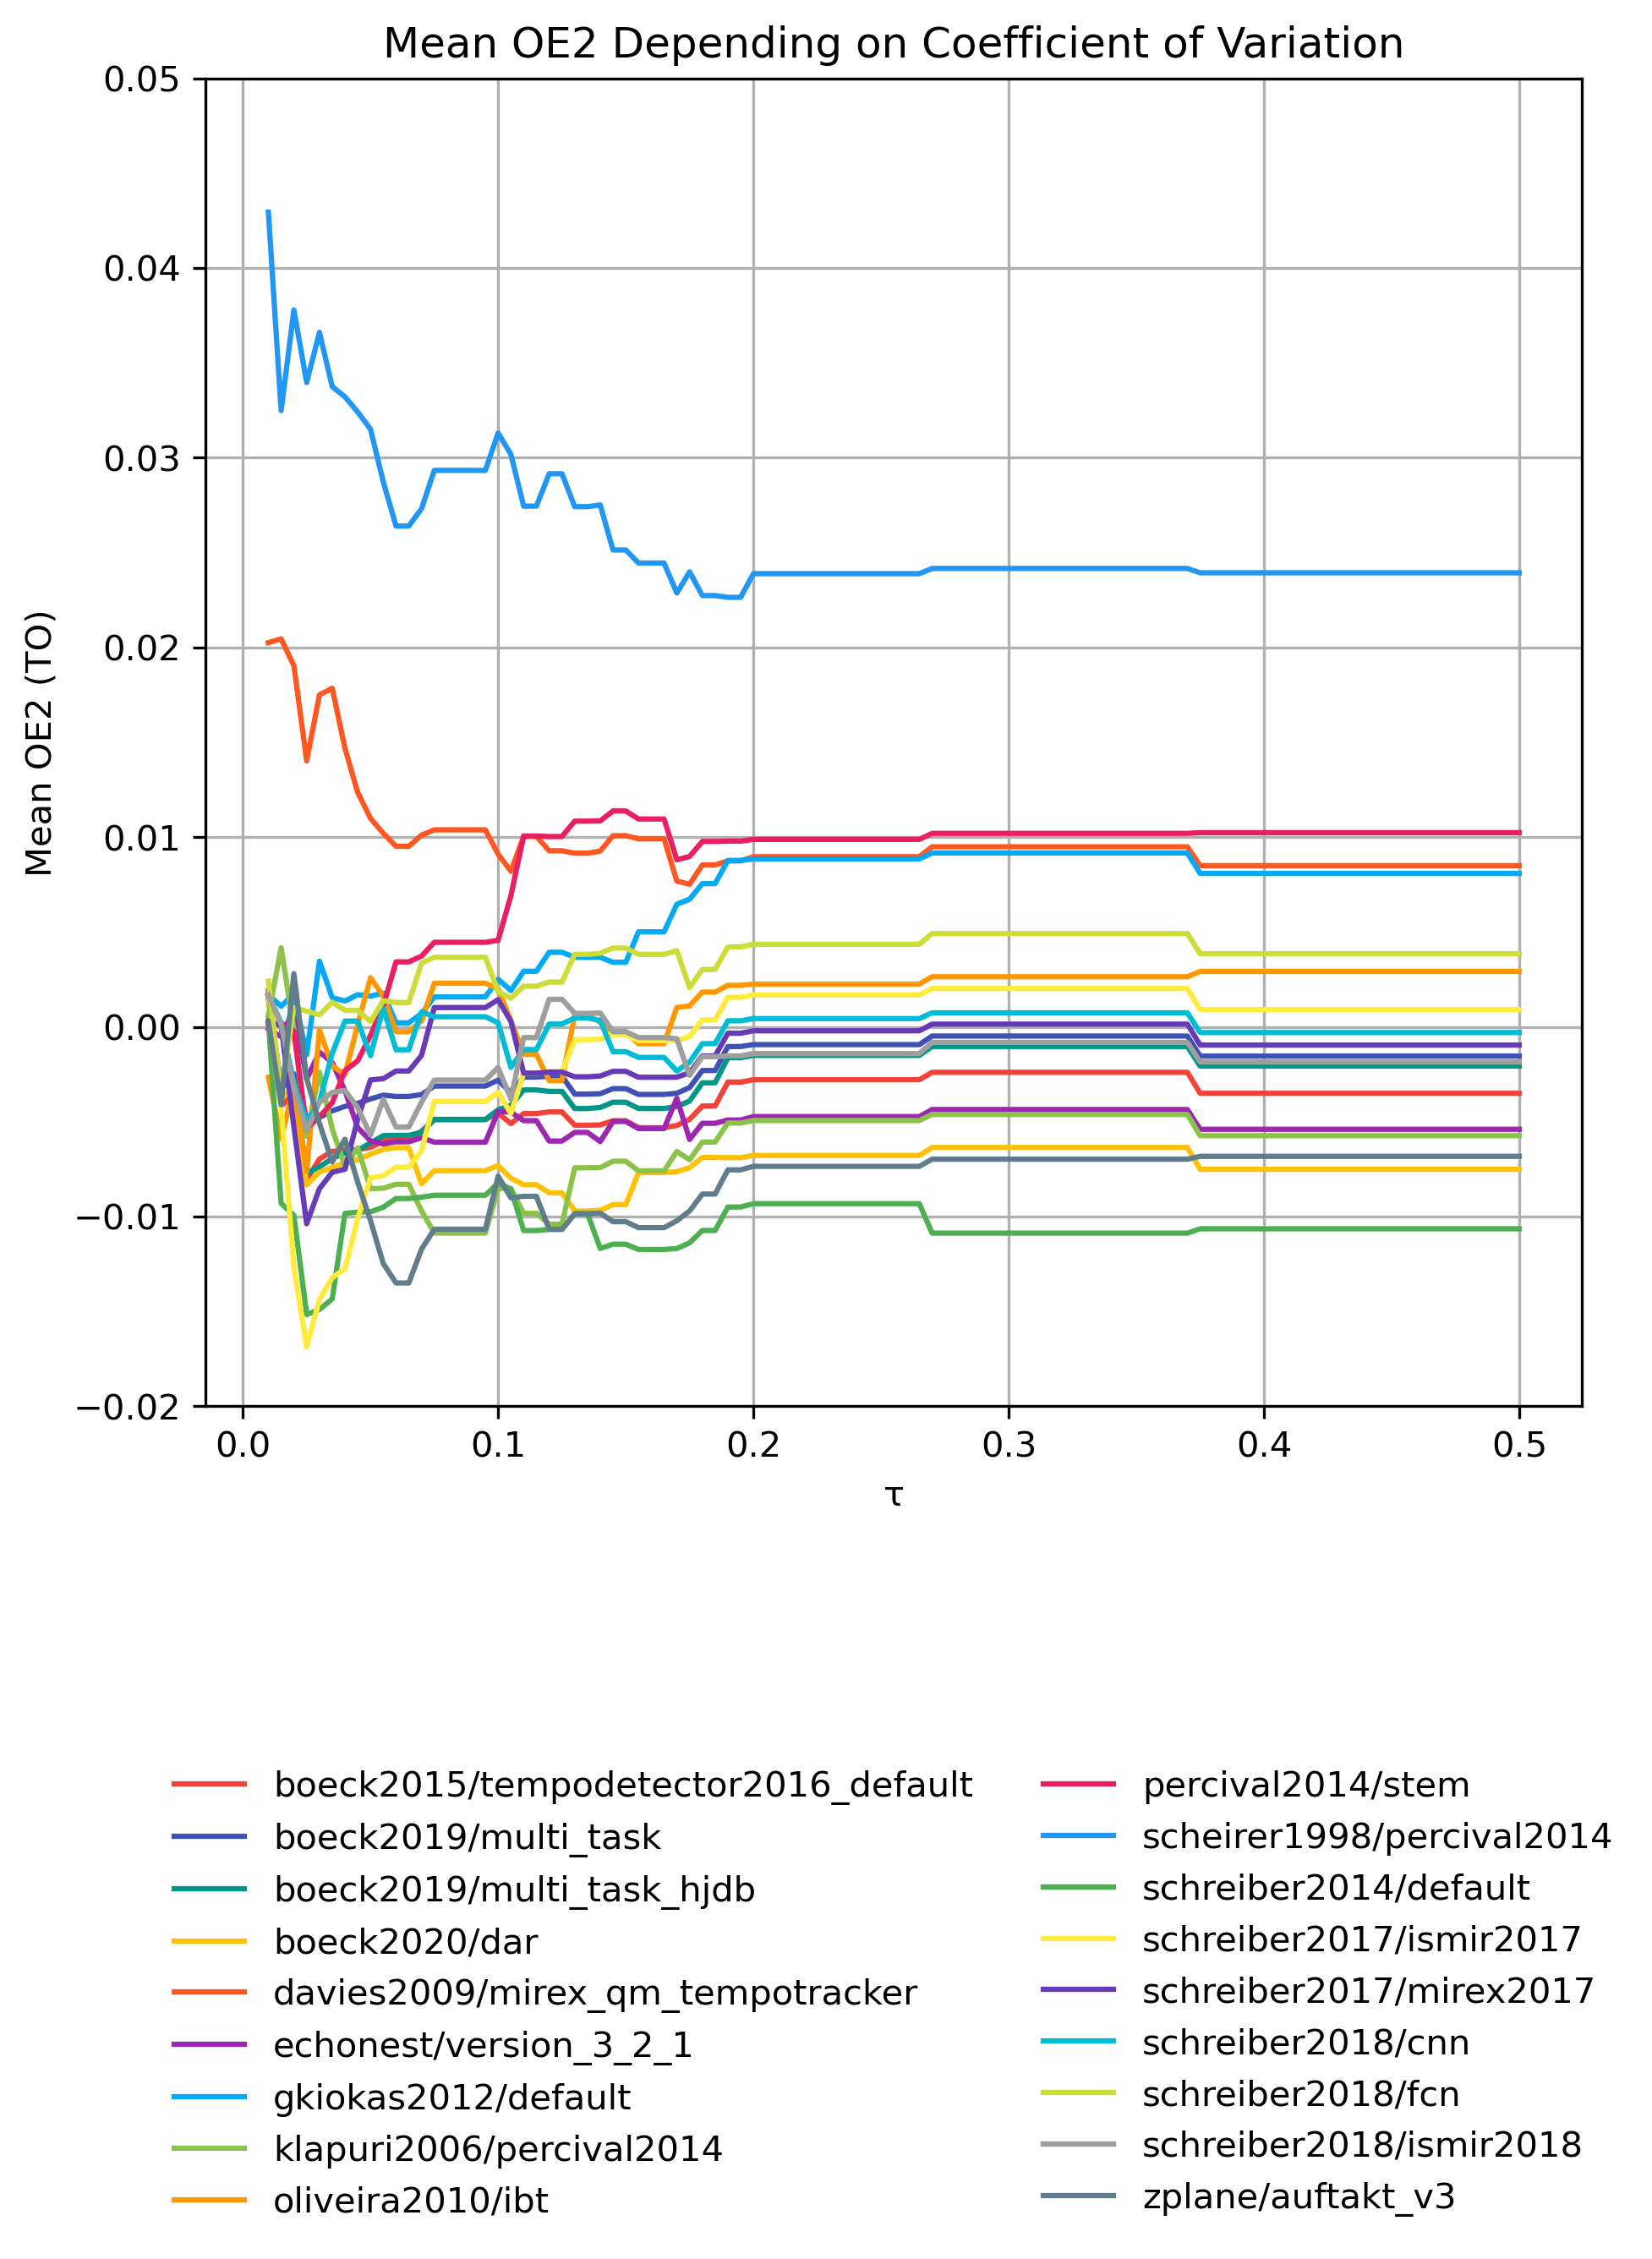 Mean OE2 Depending on Coefficient of Variation
0.05
0.04
0.03
0.02
0.01
0.00
−0.01
−0.02
Mean OE2 (TO)
0.0 0.1 0.2 0.3 0.4 0.5
τ
boeck2015/tempodetector2016_default
boeck2019/multi_task
boeck2019/multi_task_hjdb
boeck2020/dar
davies2009/mirex_qm_tempotracker
echonest/version_3_2_1
gkiokas2012/default
klapuri2006/percival2014
oliveira2010/ibt
percival2014/stem
scheirer1998/percival2014
schreiber2014/default
schreiber2017/ismir2017
schreiber2017/mirex2017
schreiber2018/cnn
schreiber2018/fcn
schreiber2018/ismir2018
zplane/auftakt_v3